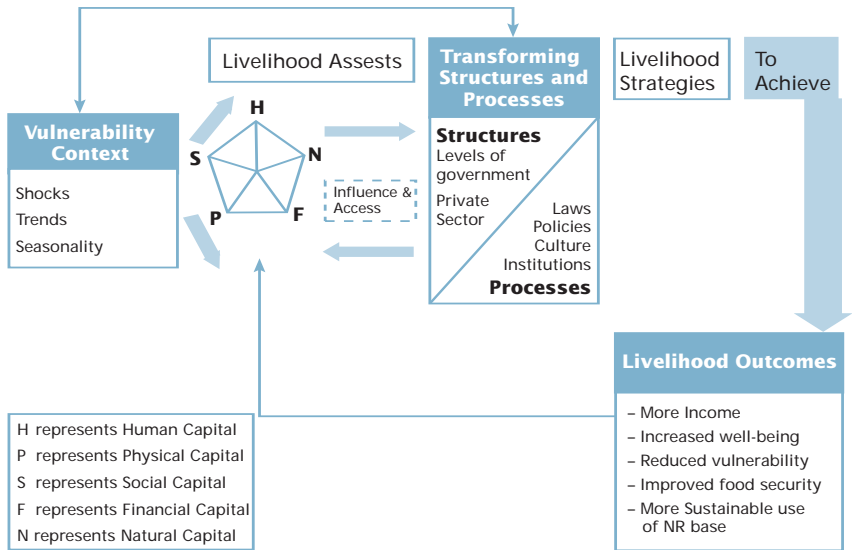 Livelihood Assests
Transforming
Structures and
Processes
Livelihood
Strategies
To
Achieve
Vulnerability
Context
Shocks
Trends
Seasonality
H
S
N
P
F
Influence &
Access
Structures
Levels of
government
Private
Sector
Laws
Policies
Culture
Institutions
Processes
Livelihood Outcomes
– More Income
– Increased well-being
– Reduced vulnerability
– Improved food security
– More Sustainable use
of NR base
H represents Human Capital
P represents Physical Capital
S represents Social Capital
F represents Financial Capital
N represents Natural Capital